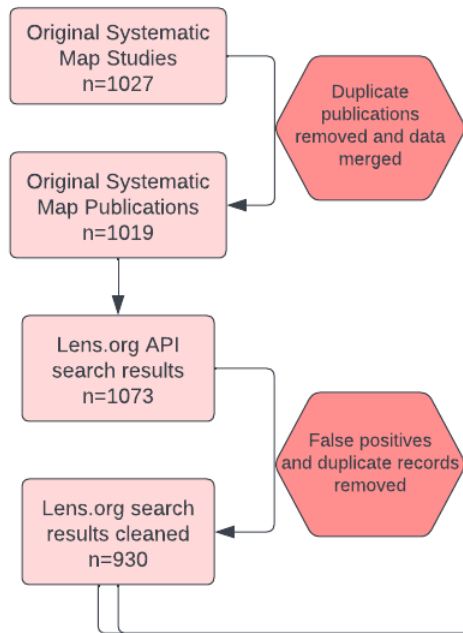 Original Systematic
Map Studies
n=1027
Duplicate
publications
removed and data
merged
Original Systematic
Map Publications
n=1019
Lens.org API
search results
n=1073
False positives
and duplicate records
removed
Lens.org search
results cleaned
n=930